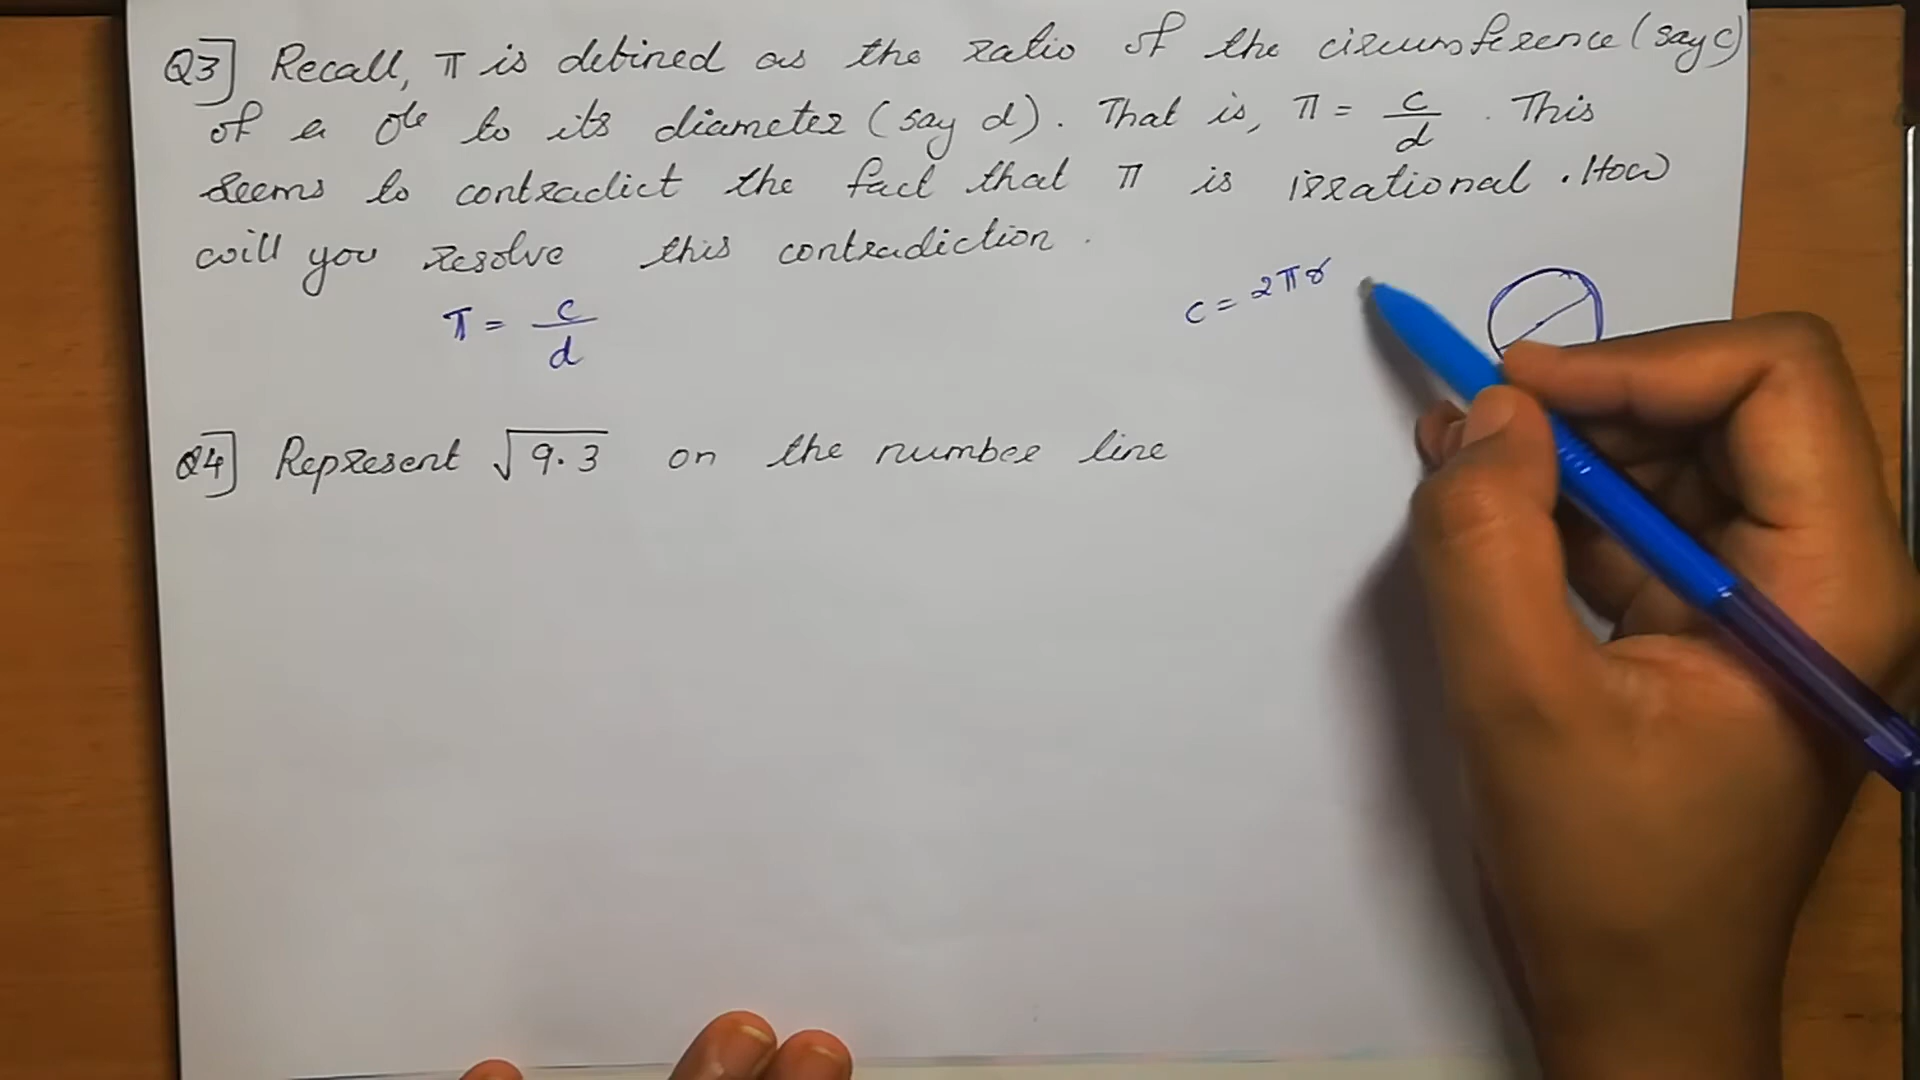 Q3] Recall, π is defined as the ratio of the circumference (say c)
of a ole to its diameter (say d). That is, π = c/d . This
seems to contradict the fact that π is irrational. How
will you resolve this contradiction.
π = c/d
c = 2πr
Q4] Represent √9.3 on the number line